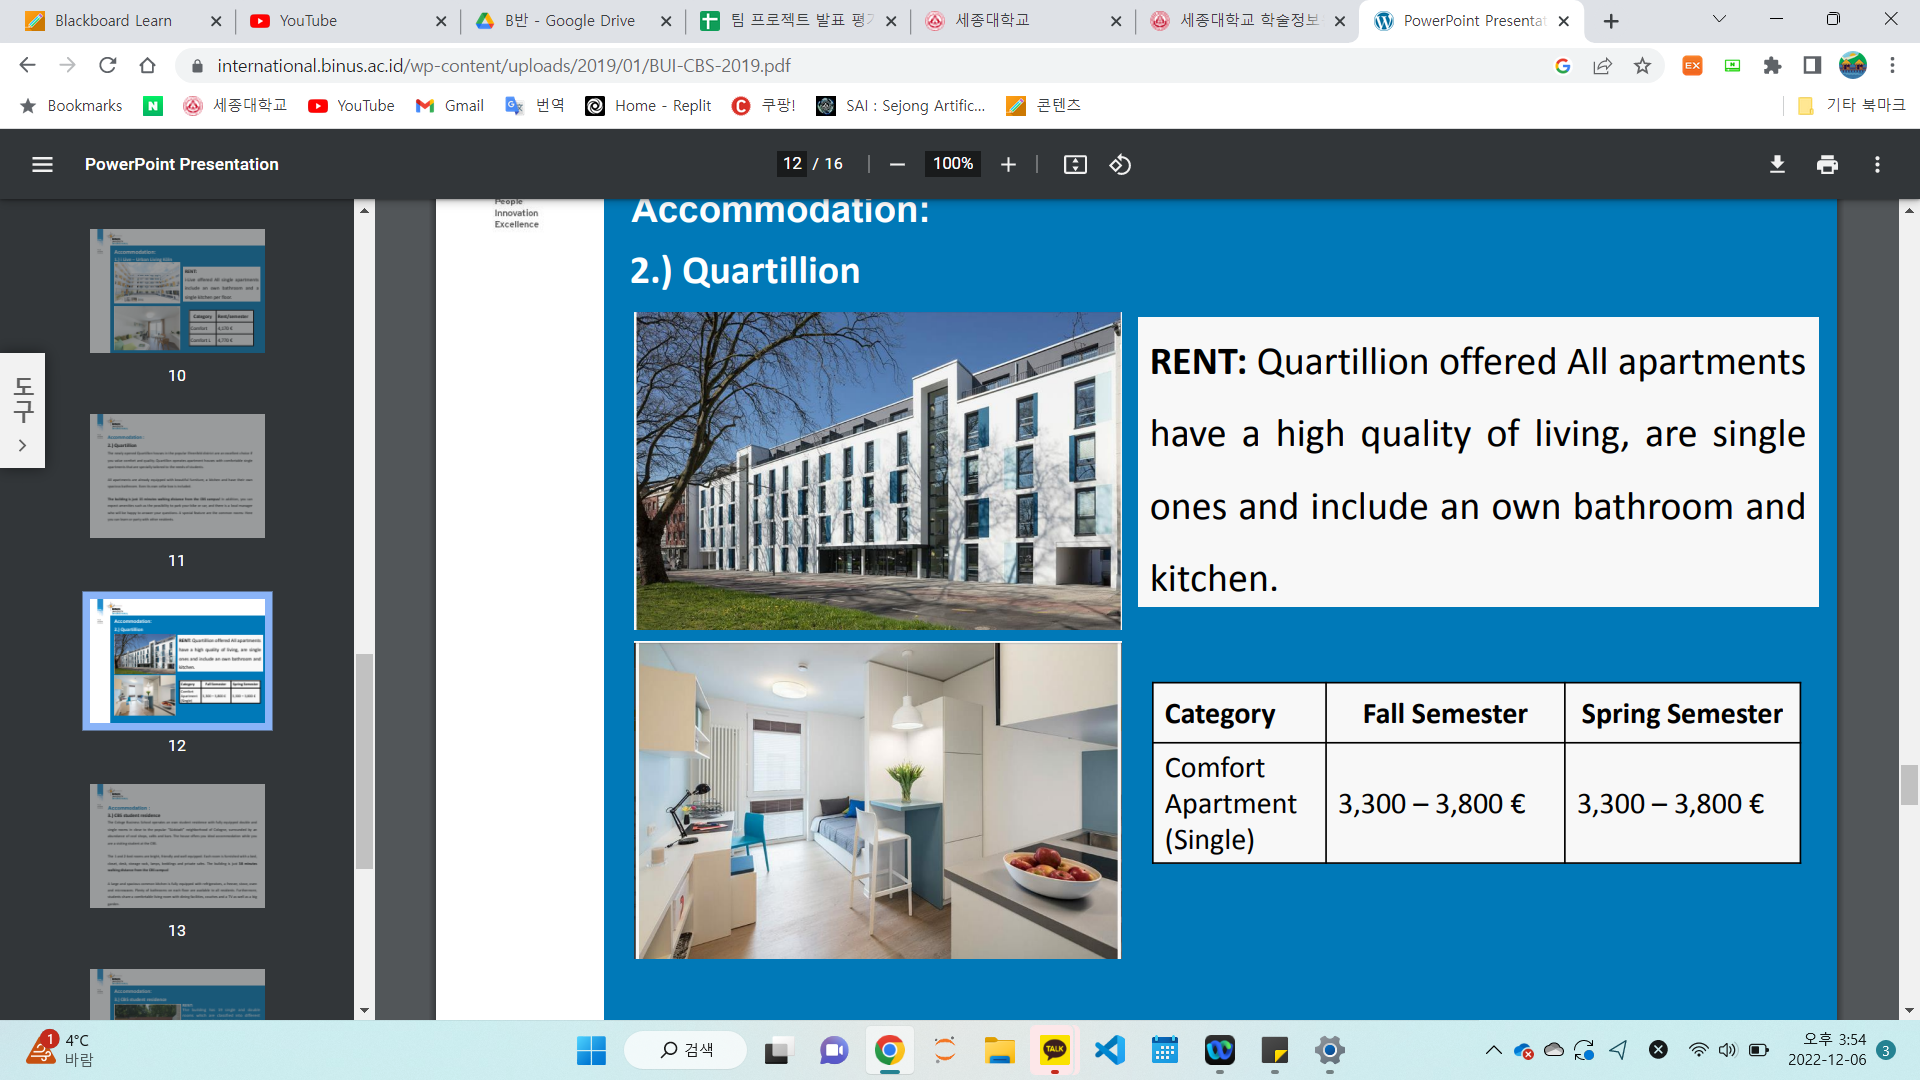 Blackboard Learn
YouTube
B반 - Google Drive
팀 프로젝트 발표 평가
세종대학교
세종대학교 학술정보
PowerPoint Presentat
international.binus.ac.id/wp-content/uploads/2019/01/BUI-CBS-2019.pdf
Bookmarks
세종대학교
YouTube
Gmail
번역
Home - Replit
쿠팡!
SAI : Sejong Artific...
콘텐츠
기타 북마크
PowerPoint Presentation
12 / 16
100%
도구
10
11
12
13
People
Innovation
Excellence
Accommodation:
2.) Quartillion
RENT: Quartillion offered All apartments
have a high quality of living, are single
ones and include an own bathroom and
kitchen.
Category Fall Semester Spring Semester
Comfort
Apartment
(Single)
3,300 – 3,800 € 3,300 – 3,800 €
1
4°C
바람
검색
TALK
오후 3:54
2022-12-06
3